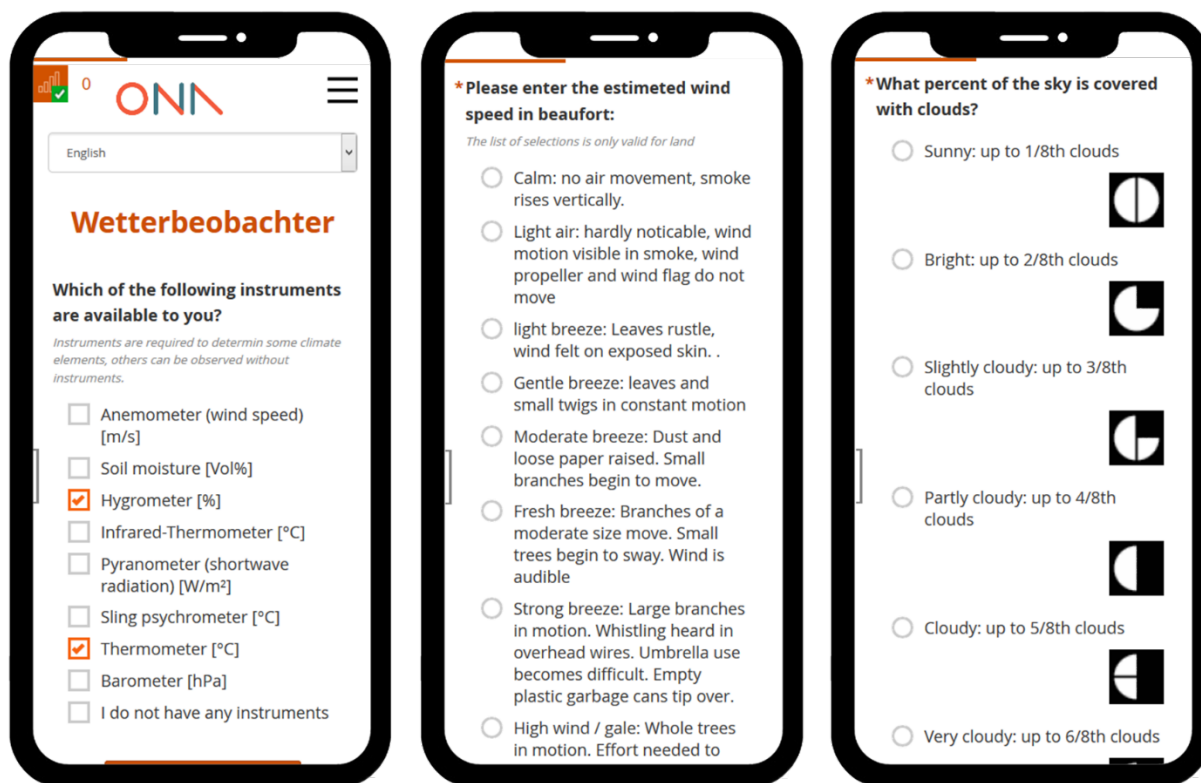 0
ONA
English
Wetterbeobachter
Which of the following instruments
are available to you?
Instruments are required to determin some climate
elements, others can be observed without
instruments.
Anemometer (wind speed)
[m/s]
Soil moisture [Vol%]
Hygrometer [%]
Infrared-Thermometer [°C]
Pyranometer (shortwave
radiation) [W/m²]
Sling psychrometer [°C]
Thermometer [°C]
Barometer [hPa]
I do not have any instruments
*Please enter the estimeted wind
speed in beaufort:
The list of selections is only valid for land
Calm: no air movement, smoke
rises vertically.
Light air: hardly noticable, wind
motion visible in smoke, wind
propeller and wind flag do not
move
light breeze: Leaves rustle,
wind felt on exposed skin. .
Gentle breeze: leaves and
small twigs in constant motion
Moderate breeze: Dust and
loose paper raised. Small
branches begin to move.
Fresh breeze: Branches of a
moderate size move. Small
trees begin to sway. Wind is
audible
Strong breeze: Large branches
in motion. Whistling heard in
overhead wires. Umbrella use
becomes difficult. Empty
plastic garbage cans tip over.
High wind / gale: Whole trees
in motion. Effort needed to
*What percent of the sky is covered
with clouds?
Sunny: up to 1/8th clouds
Bright: up to 2/8th clouds
Slightly cloudy: up to 3/8th
clouds
Partly cloudy: up to 4/8th
clouds
Cloudy: up to 5/8th clouds
Very cloudy: up to 6/8th clouds